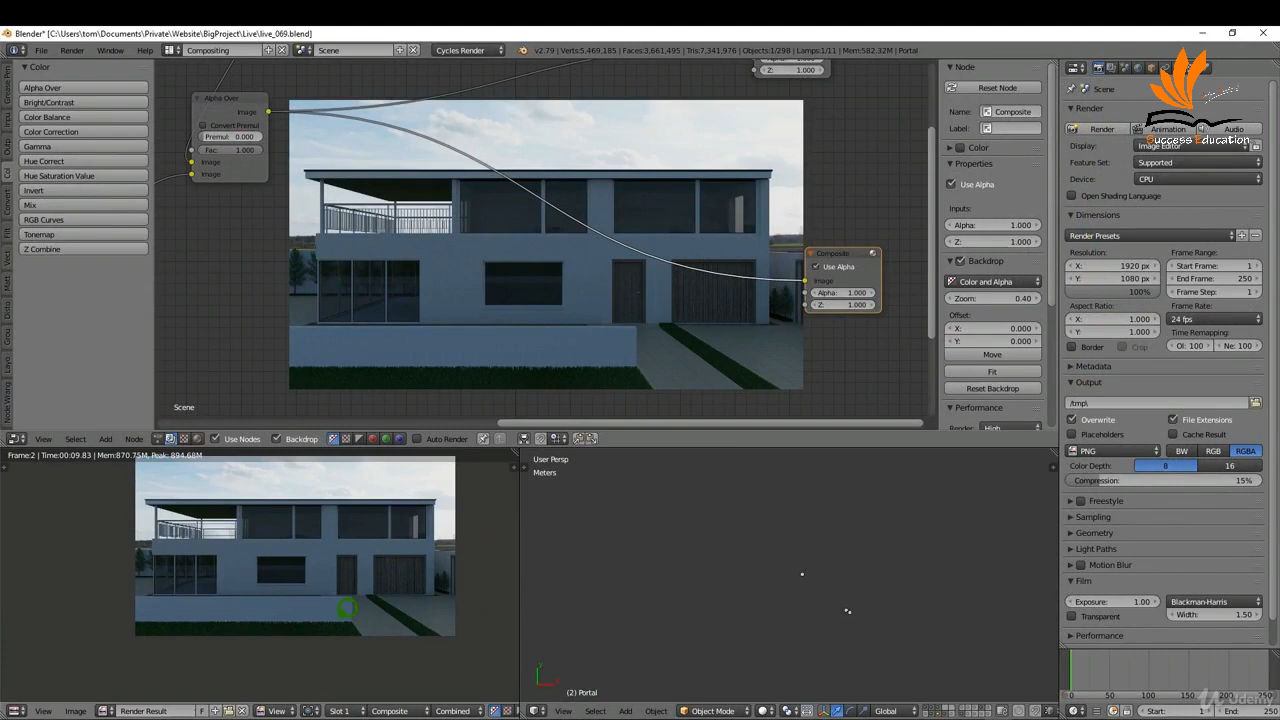 Blender* [C:\Users\tom\Documents\Private\Website\BigProject\Live\live_069.blend]
File Render Window Help Compositing Scene Cycles Render v2.79 | Verts:5,469,185 | Faces:3,661,495 | Tris:7,341,976 | Objects:1/298 | Lamps:1/11 | Mem:582.32M | Portal
Color
Alpha Over
Bright/Contrast
Color Balance
Color Correction
Gamma
Hue Correct
Hue Saturation Value
Invert
Mix
RGB Curves
Tonemap
Z Combine
Alpha Over
Image
Convert Premul
Premul: 0.000
Fac: 1.000
Image
Image
Z: 1.000
Composite
Use Alpha
Image
Alpha: 1.000
Z: 1.000
Scene
Node
Reset Node
Name: Composite
Label:
Color
Properties
Use Alpha
Inputs:
Alpha: 1.000
Z: 1.000
Backdrop
Color and Alpha
Zoom: 0.40
Offset:
X: 0.000
Y: 0.000
Move
Fit
Reset Backdrop
Performance
High
Success Education
Scene
Render
Render Animation Audio
Display: Image Editor
Feature Set: Supported
Device: CPU
Open Shading Language
Dimensions
Render Presets
Resolution: Frame Range:
X: 1920 px Start Frame: 1
Y: 1080 px End Frame: 250
100% Frame Step: 1
Aspect Ratio: Frame Rate:
X: 1.000 24 fps
Y: 1.000 Time Remapping:
Border Crop Ol: 100 Ne: 100
Metadata
Output
/tmp\
Overwrite File Extensions
Placeholders Cache Result
PNG BW RGB RGBA
Color Depth: 8 16
Compression: 15%
Freestyle
Sampling
Geometry
Light Paths
Motion Blur
Film
Exposure: 1.00 Blackman-Harris
Transparent Width: 1.50
Performance
View Select Add Node Use Nodes Backdrop Auto Render
Frame:2 | Time:00:09.83 | Mem:870.75M, Peak: 894.68M
User Persp
Meters
(2) Portal
0 50 100 150 200 250
View Image Render Result F View Slot 1 Composite Combined
View Select Add Object Object Mode Global
Start: 1 End: 250
Udemy